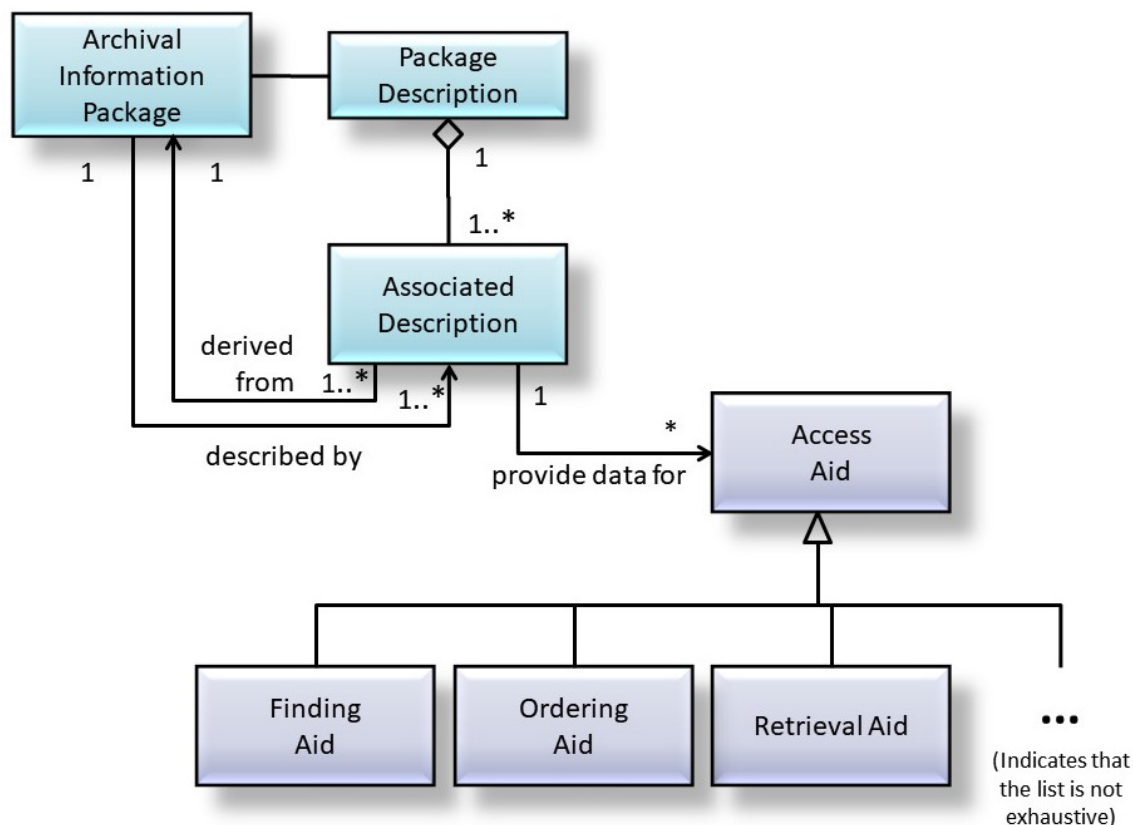 Archival
Information
Package
Package
Description
1
1
1
1..*
Associated
Description
derived
from
1..*
1..*
1
described by
*
provide data for
Access
Aid
Finding
Aid
Ordering
Aid
Retrieval Aid
...
(Indicates that
the list is not
exhaustive)